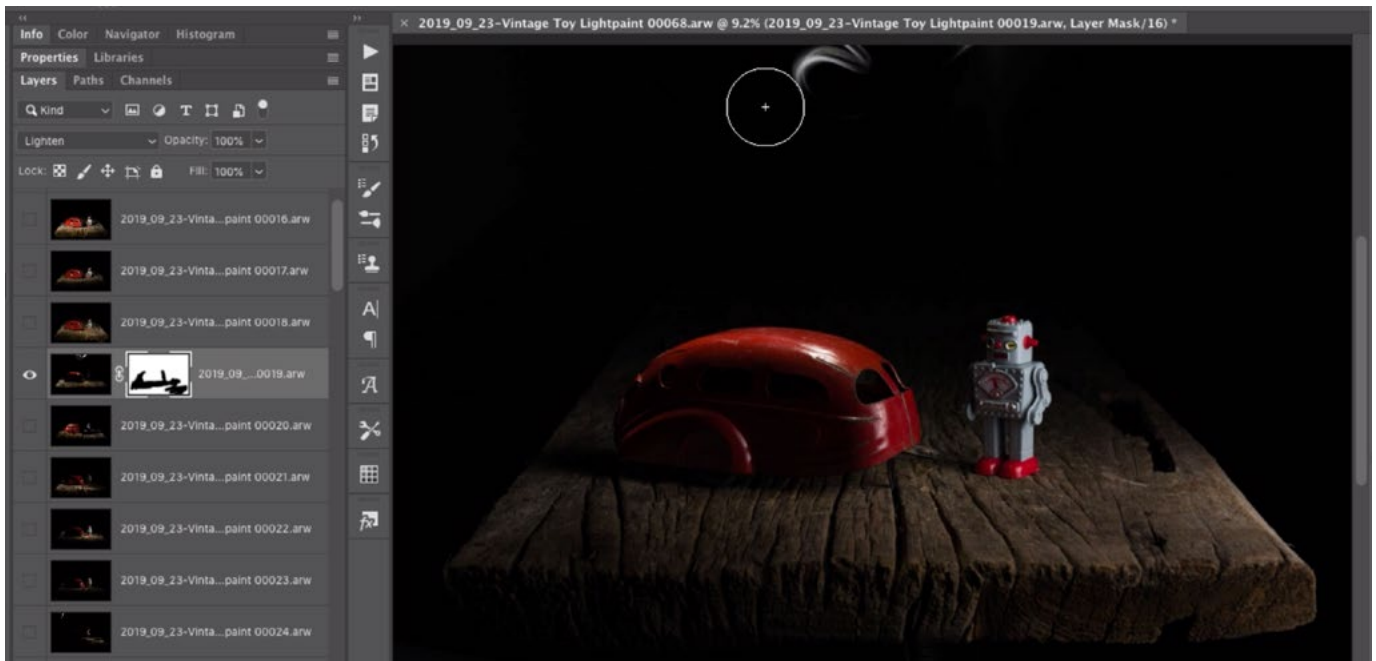 × 2019_09_23-Vintage Toy Lightpaint 00068.arw @ 9.2% (2019_09_23-Vintage Toy Lightpaint 00019.arw, Layer Mask/16) *
Info Color Navigator Histogram
Properties Libraries
Layers Paths Channels
Kind
Lighten Opacity: 100%
Lock: Fill: 100%
2019_09_23-Vinta...paint 00016.arw
2019_09_23-Vinta...paint 00017.arw
2019_09_23-Vinta...paint 00018.arw
2019_09_...0019.arw
2019_09_23-Vinta...paint 00020.arw
2019_09_23-Vinta...paint 00021.arw
2019_09_23-Vinta...paint 00022.arw
2019_09_23-Vinta...paint 00023.arw
2019_09_23-Vinta...paint 00024.arw